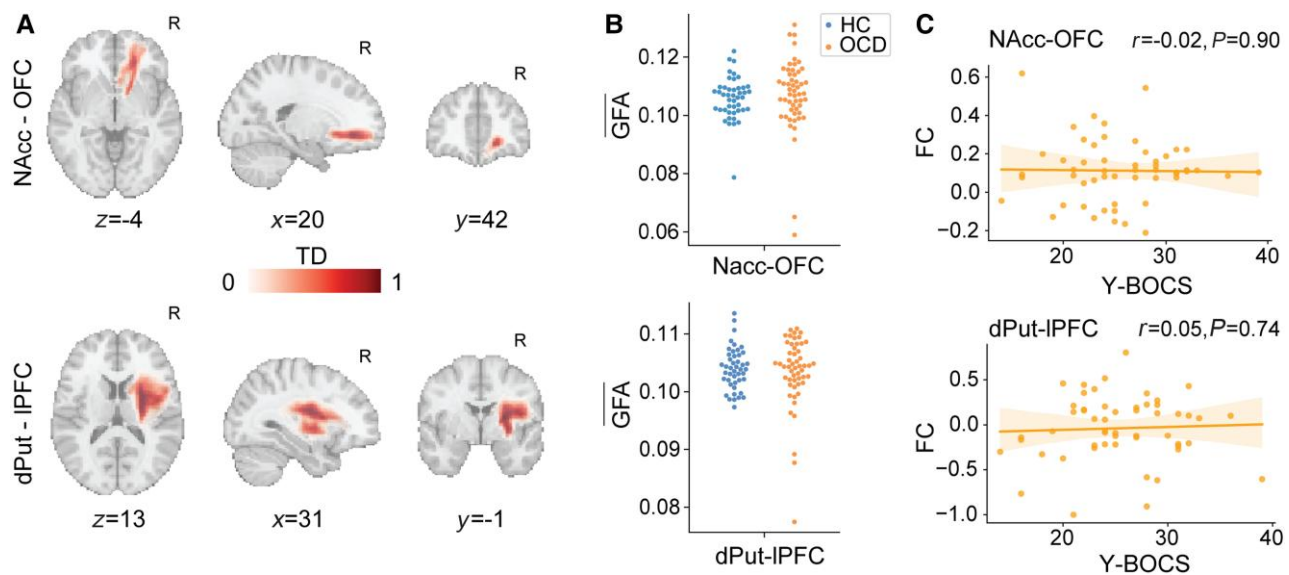 A
NAcc - OFC
R
R
R
z=-4
x=20
y=42
TD
0
1
dPut - lPFC
R
R
R
z=13
x=31
y=-1
B
HC
OCD
GFA
0.12
0.10
0.08
0.06
Nacc-OFC
GFA
0.11
0.10
0.09
0.08
dPut-lPFC
C
NAcc-OFC
r=-0.02, P=0.90
FC
0.6
0.4
0.2
0.0
−0.2
20
30
40
Y-BOCS
dPut-lPFC
r=0.05, P=0.74
FC
0.5
0.0
−0.5
−1.0
20
30
40
Y-BOCS